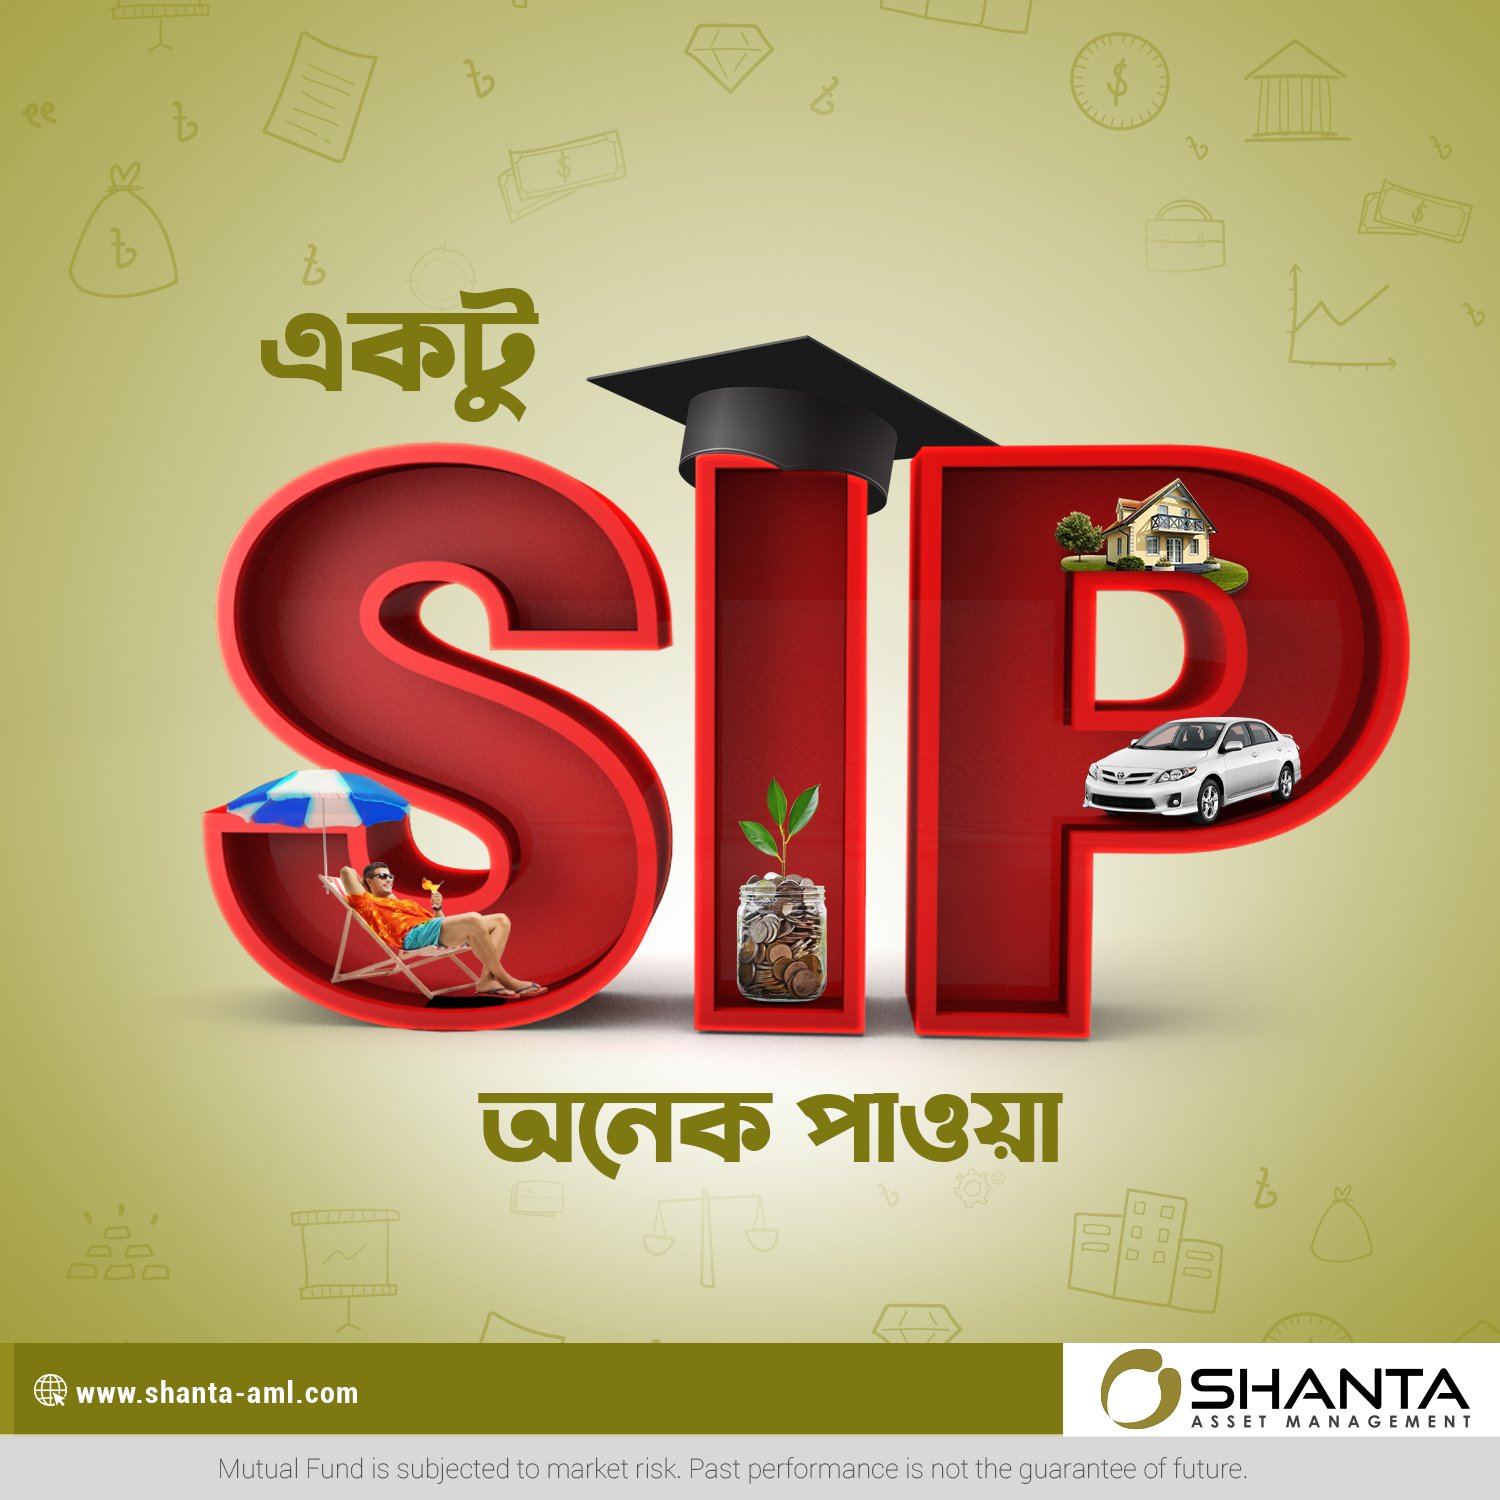 একটু
SIP
অনেক পাওয়া
www.shanta-aml.com
SHANTA
ASSET MANAGEMENT
Mutual Fund is subjected to market risk. Past performance is not the guarantee of future.